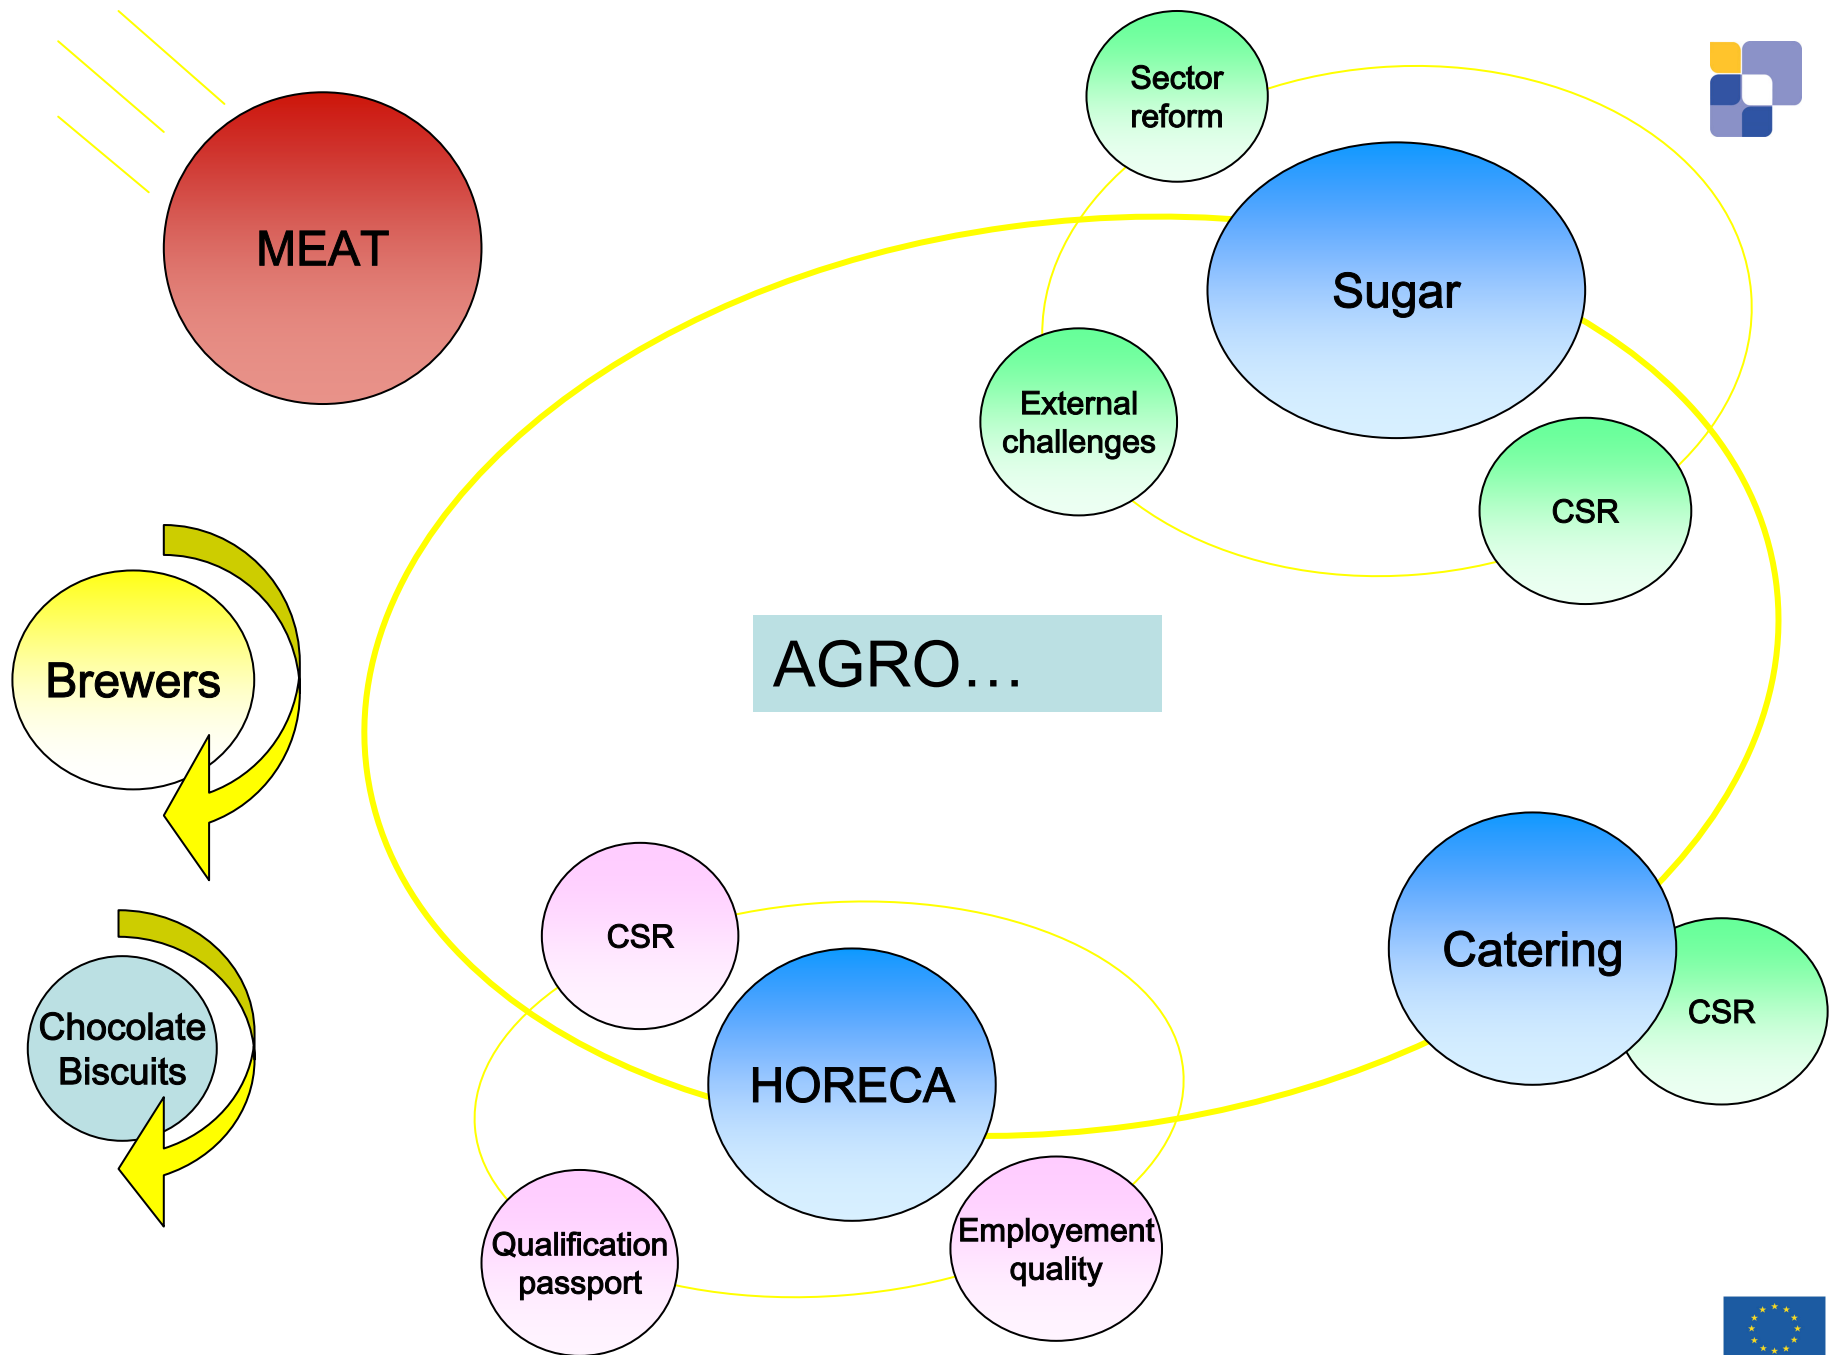 Sector
reform
MEAT
Sugar
External
challenges
CSR
AGRO…
Brewers
CSR
Catering
CSR
Chocolate
Biscuits
HORECA
Qualification
passport
Employement
quality